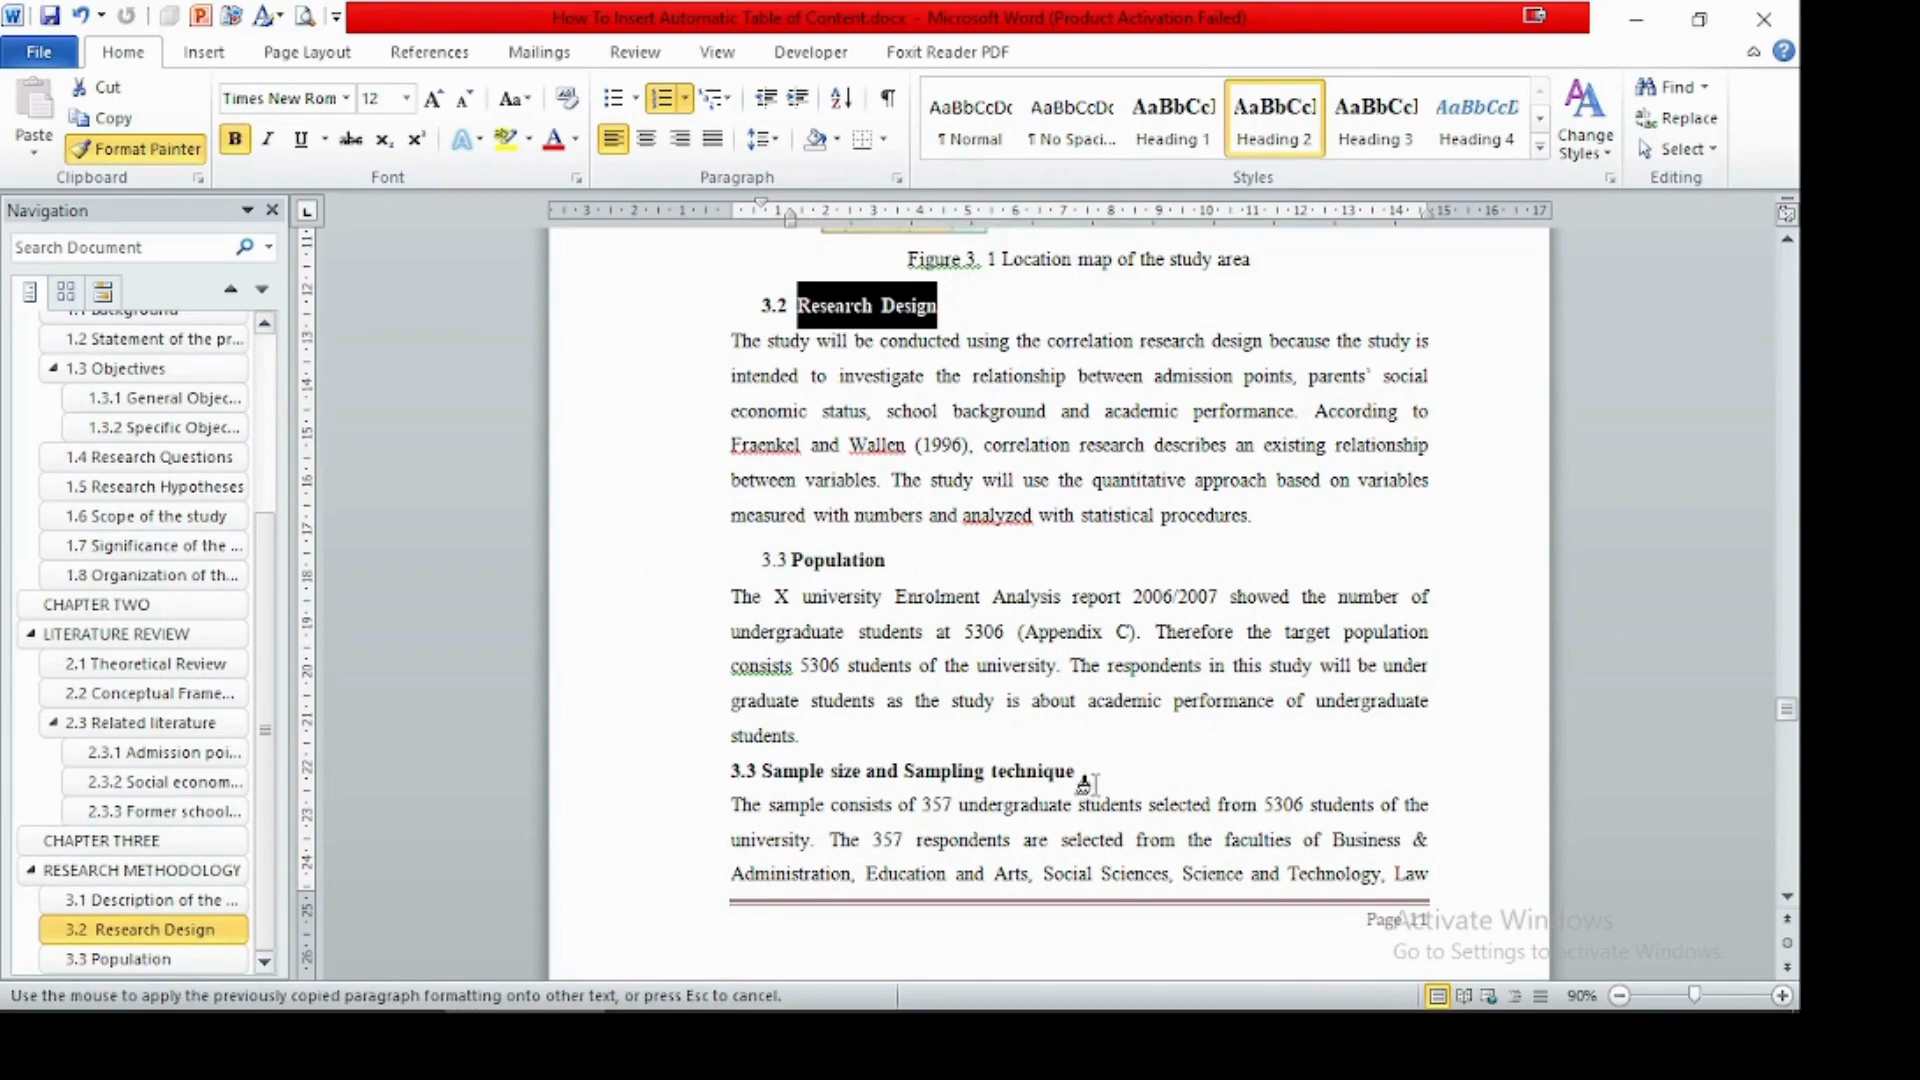 How To Insert Automatic Table of Content.docx - Microsoft Word (Product Activation Failed)
File Home Insert Page Layout References Mailings Review View Developer Foxit Reader PDF
Paste
Cut
Copy
Format Painter
Clipboard
Times New Rom 12
Font
Paragraph
AaBbCcDc AaBbCcDc AaBbCc] AaBbCc] AaBbCc] AaBbCcD
¶ Normal ¶ No Spaci... Heading 1 Heading 2 Heading 3 Heading 4
Change
Styles
Styles
Find
Replace
Select
Editing
Navigation
Search Document
1.1 Background
1.2 Statement of the pr...
1.3 Objectives
1.3.1 General Objec...
1.3.2 Specific Objec...
1.4 Research Questions
1.5 Research Hypotheses
1.6 Scope of the study
1.7 Significance of the ...
1.8 Organization of th...
CHAPTER TWO
LITERATURE REVIEW
2.1 Theoretical Review
2.2 Conceptual Frame...
2.3 Related literature
2.3.1 Admission poi...
2.3.2 Social econom...
2.3.3 Former school...
CHAPTER THREE
RESEARCH METHODOLOGY
3.1 Description of the ...
3.2 Research Design
3.3 Population
Figure 3. 1 Location map of the study area
3.2 Research Design
The study will be conducted using the correlation research design because the study is
intended to investigate the relationship between admission points, parents' social
economic status, school background and academic performance. According to
Fraenkel and Wallen (1996), correlation research describes an existing relationship
between variables. The study will use the quantitative approach based on variables
measured with numbers and analyzed with statistical procedures.
3.3 Population
The X university Enrolment Analysis report 2006/2007 showed the number of
undergraduate students at 5306 (Appendix C). Therefore the target population
consists 5306 students of the university. The respondents in this study will be under
graduate students as the study is about academic performance of undergraduate
students.
3.3 Sample size and Sampling technique
The sample consists of 357 undergraduate students selected from 5306 students of the
university. The 357 respondents are selected from the faculties of Business &
Administration, Education and Arts, Social Sciences, Science and Technology, Law
Page 11
Activate Windows
Go to Settings to activate Windows.
Use the mouse to apply the previously copied paragraph formatting onto other text, or press Esc to cancel.
90%